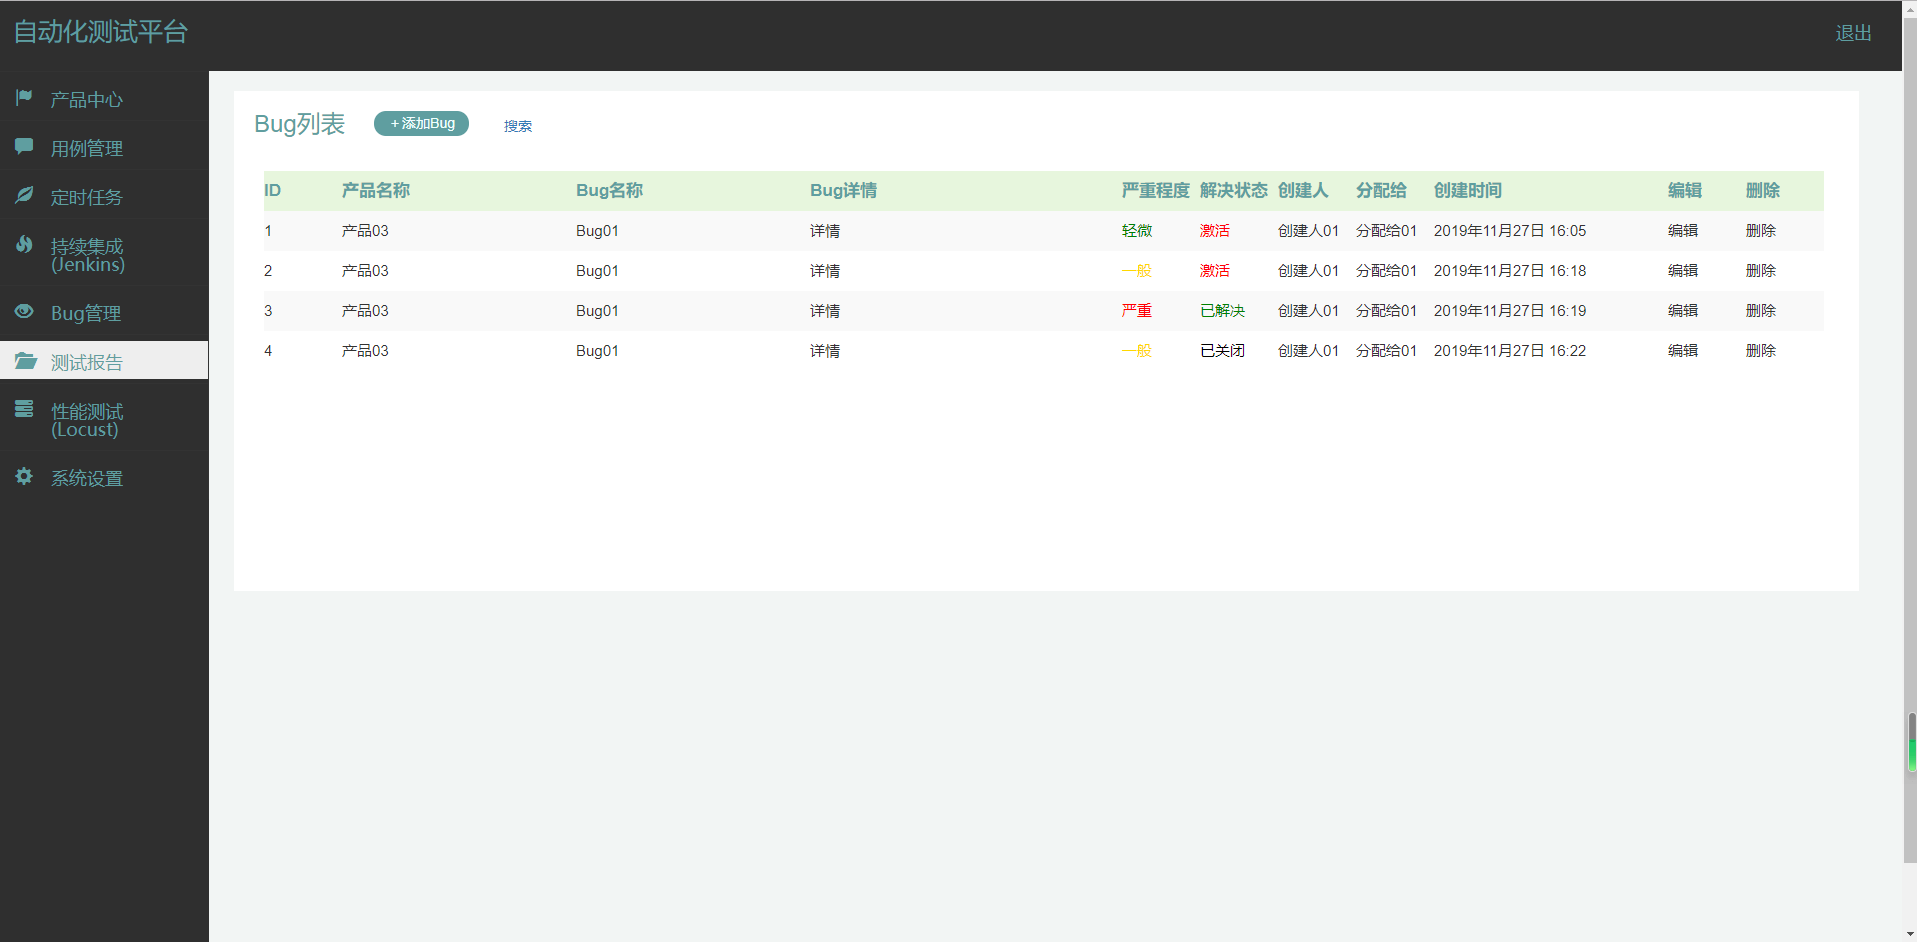 自动化测试平台
退出
产品中心
用例管理
定时任务
持续集成
(Jenkins)
Bug管理
测试报告
性能测试
(Locust)
系统设置
Bug列表 +添加Bug 搜索
ID 产品名称 Bug名称 Bug详情 严重程度 解决状态 创建人 分配给 创建时间 编辑 删除
1 产品03 Bug01 详情 轻微 激活 创建人01 分配给01 2019年11月27日 16:05 编辑 删除
2 产品03 Bug01 详情 一般 激活 创建人01 分配给01 2019年11月27日 16:18 编辑 删除
3 产品03 Bug01 详情 严重 已解决 创建人01 分配给01 2019年11月27日 16:19 编辑 删除
4 产品03 Bug01 详情 一般 已关闭 创建人01 分配给01 2019年11月27日 16:22 编辑 删除